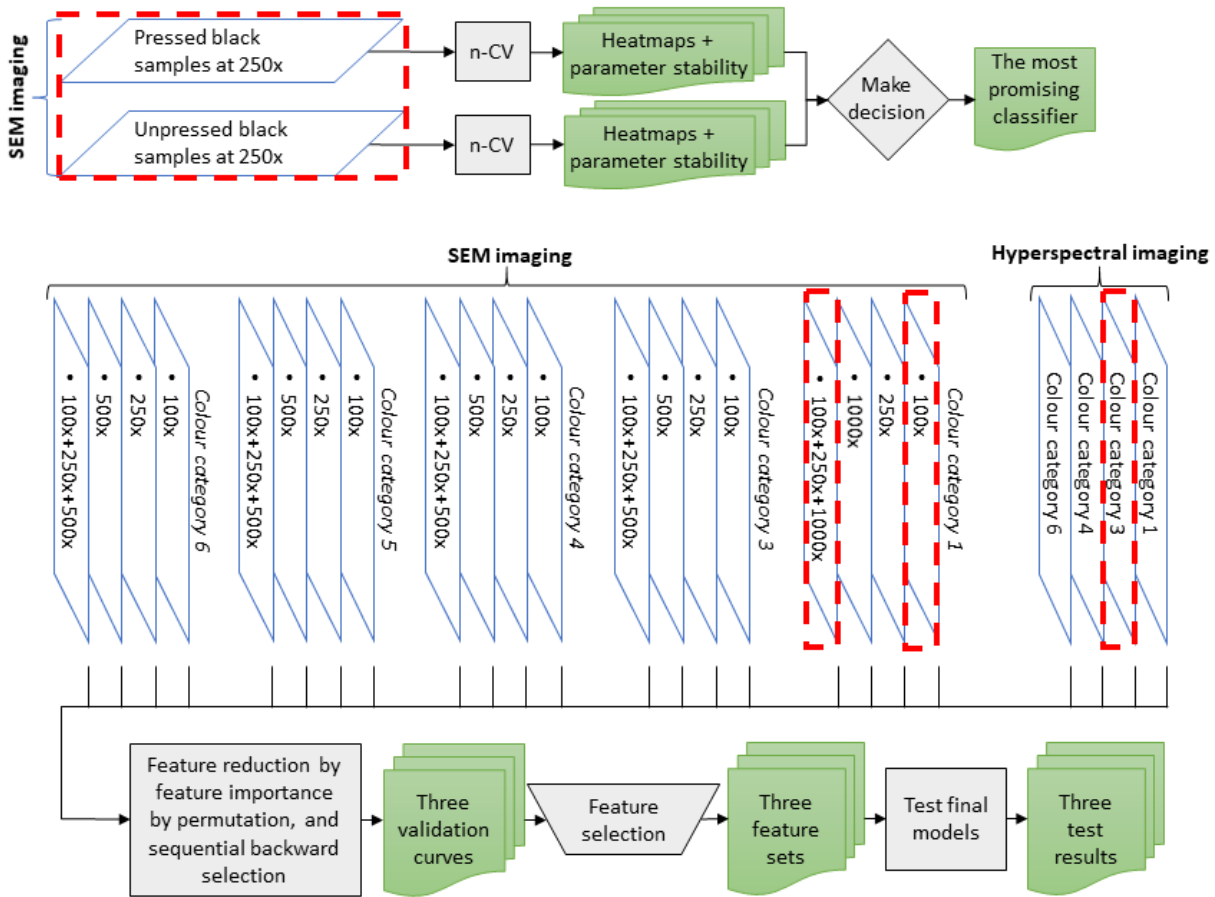 SEM imaging
Pressed black
samples at 250x
n-CV
Heatmaps +
parameter stability
Unpressed black
samples at 250x
n-CV
Heatmaps +
parameter stability
Make
decision
The most
promising
classifier
SEM imaging
Hyperspectral imaging
• 100x+250x+500x
• 500x
• 250x
• 100x
Colour category 6
• 100x+250x+500x
• 500x
• 250x
• 100x
Colour category 5
• 100x+250x+500x
• 500x
• 250x
• 100x
Colour category 4
• 100x+250x+500x
• 500x
• 250x
• 100x
Colour category 3
• 100x+250x+1000x
• 1000x
• 250x
• 100x
Colour category 1
Colour category 6
Colour category 4
Colour category 3
Colour category 1
Feature reduction by
feature importance
by permutation, and
sequential backward
selection
Three
validation
curves
Feature
selection
Three
feature
sets
Test final
models
Three
test
results